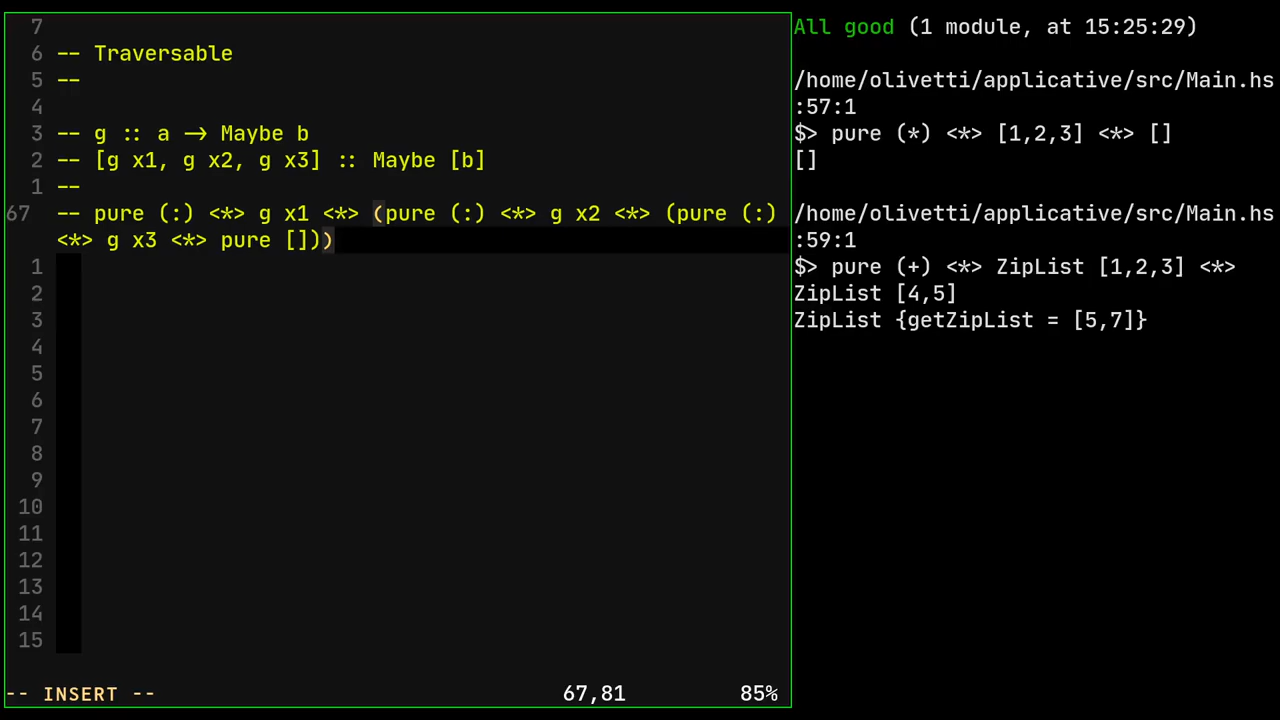 7
6 -- Traversable
5 --
4
3 -- g :: a -> Maybe b
2 -- [g x1, g x2, g x3] :: Maybe [b]
1 --
67 -- pure (:) <*> g x1 <*> (pure (:) <*> g x2 <*> (pure (:)
<*> g x3 <*> pure []))
1
2
3
4
5
6
7
8
9
10
11
12
13
14
15
-- INSERT -- 67,81 85%
All good (1 module, at 15:25:29)
/home/olivetti/applicative/src/Main.hs
:57:1
$> pure (*) <*> [1,2,3] <*> []
[]
/home/olivetti/applicative/src/Main.hs
:59:1
$> pure (+) <*> ZipList [1,2,3] <*>
ZipList [4,5]
ZipList {getZipList = [5,7]}